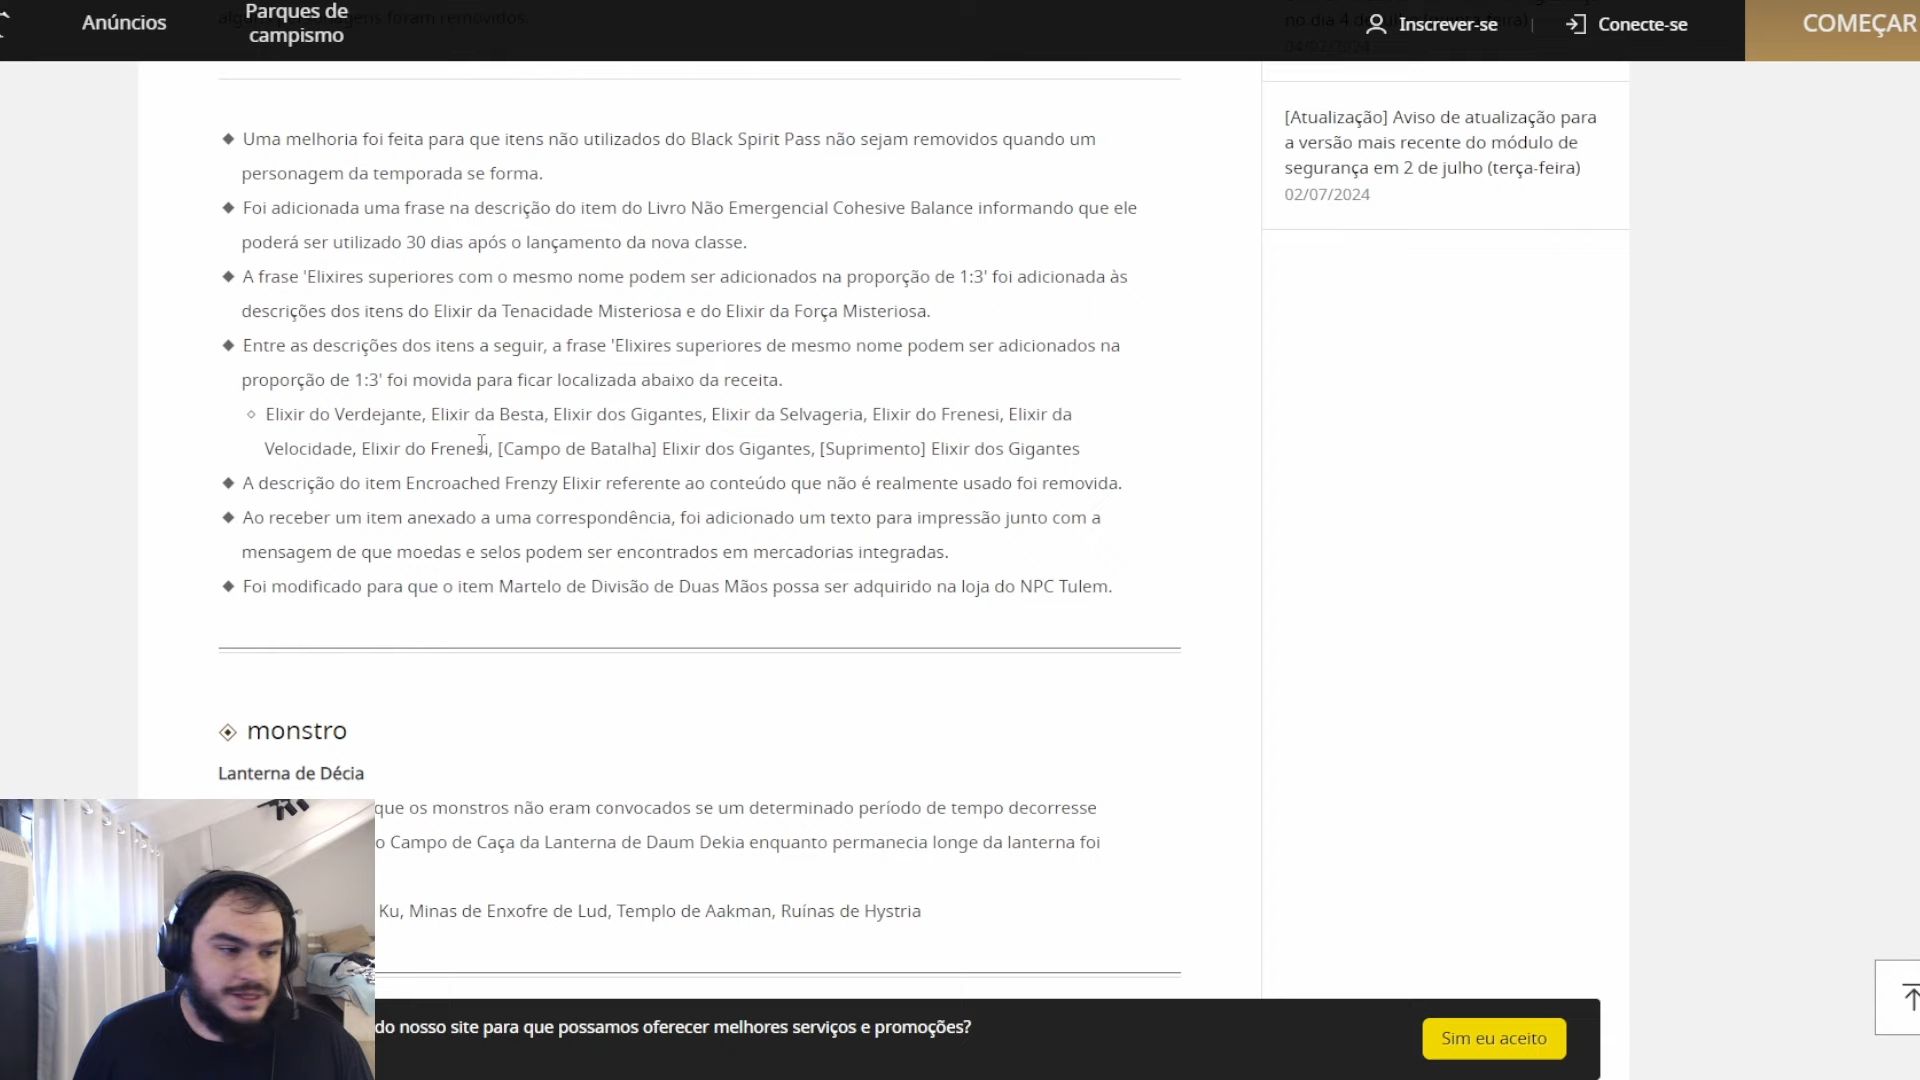 Anúncios
Parques de
campismo
Inscrever-se
Conecte-se
COMEÇAR
Uma melhoria foi feita para que itens não utilizados do Black Spirit Pass não sejam removidos quando um
personagem da temporada se forma.
Foi adicionada uma frase na descrição do item do Livro Não Emergencial Cohesive Balance informando que ele
poderá ser utilizado 30 dias após o lançamento da nova classe.
A frase 'Elixires superiores com o mesmo nome podem ser adicionados na proporção de 1:3' foi adicionada às
descrições dos itens do Elixir da Tenacidade Misteriosa e do Elixir da Força Misteriosa.
Entre as descrições dos itens a seguir, a frase 'Elixires superiores de mesmo nome podem ser adicionados na
proporção de 1:3' foi movida para ficar localizada abaixo da receita.
Elixir do Verdejante, Elixir da Besta, Elixir dos Gigantes, Elixir da Selvageria, Elixir do Frenesi, Elixir da
Velocidade, Elixir do Frenesi, [Campo de Batalha] Elixir dos Gigantes, [Suprimento] Elixir dos Gigantes
A descrição do item Encroached Frenzy Elixir referente ao conteúdo que não é realmente usado foi removida.
Ao receber um item anexado a uma correspondência, foi adicionado um texto para impressão junto com a
mensagem de que moedas e selos podem ser encontrados em mercadorias integradas.
Foi modificado para que o item Martelo de Divisão de Duas Mãos possa ser adquirido na loja do NPC Tulem.
monstro
Lanterna de Décia
que os monstros não eram convocados se um determinado período de tempo decorresse
o Campo de Caça da Lanterna de Daum Dekia enquanto permanecia longe da lanterna foi
Ku, Minas de Enxofre de Lud, Templo de Aakman, Ruínas de Hystria
do nosso site para que possamos oferecer melhores serviços e promoções?
Sim eu aceito
[Atualização] Aviso de atualização para
a versão mais recente do módulo de
segurança em 2 de julho (terça-feira)
02/07/2024